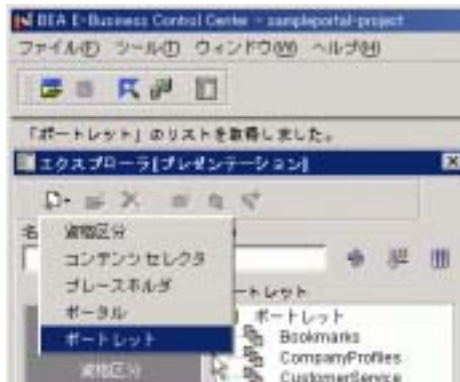 BEA E-Business Control Center - sampleportal-project
ファイル(F) ツール(T) ウィンドウ(W) ヘルプ(H)
「ポートレット」のリストを取得しました。
エクスプローラ[プレゼンテーション]
名
資格区分
コンテンツセレクタ
プレースホルダ
ポータル
ポートレット
ートレット
ポートレット
Bookmarks
CompanyProfiles
CustomerService
資格区分